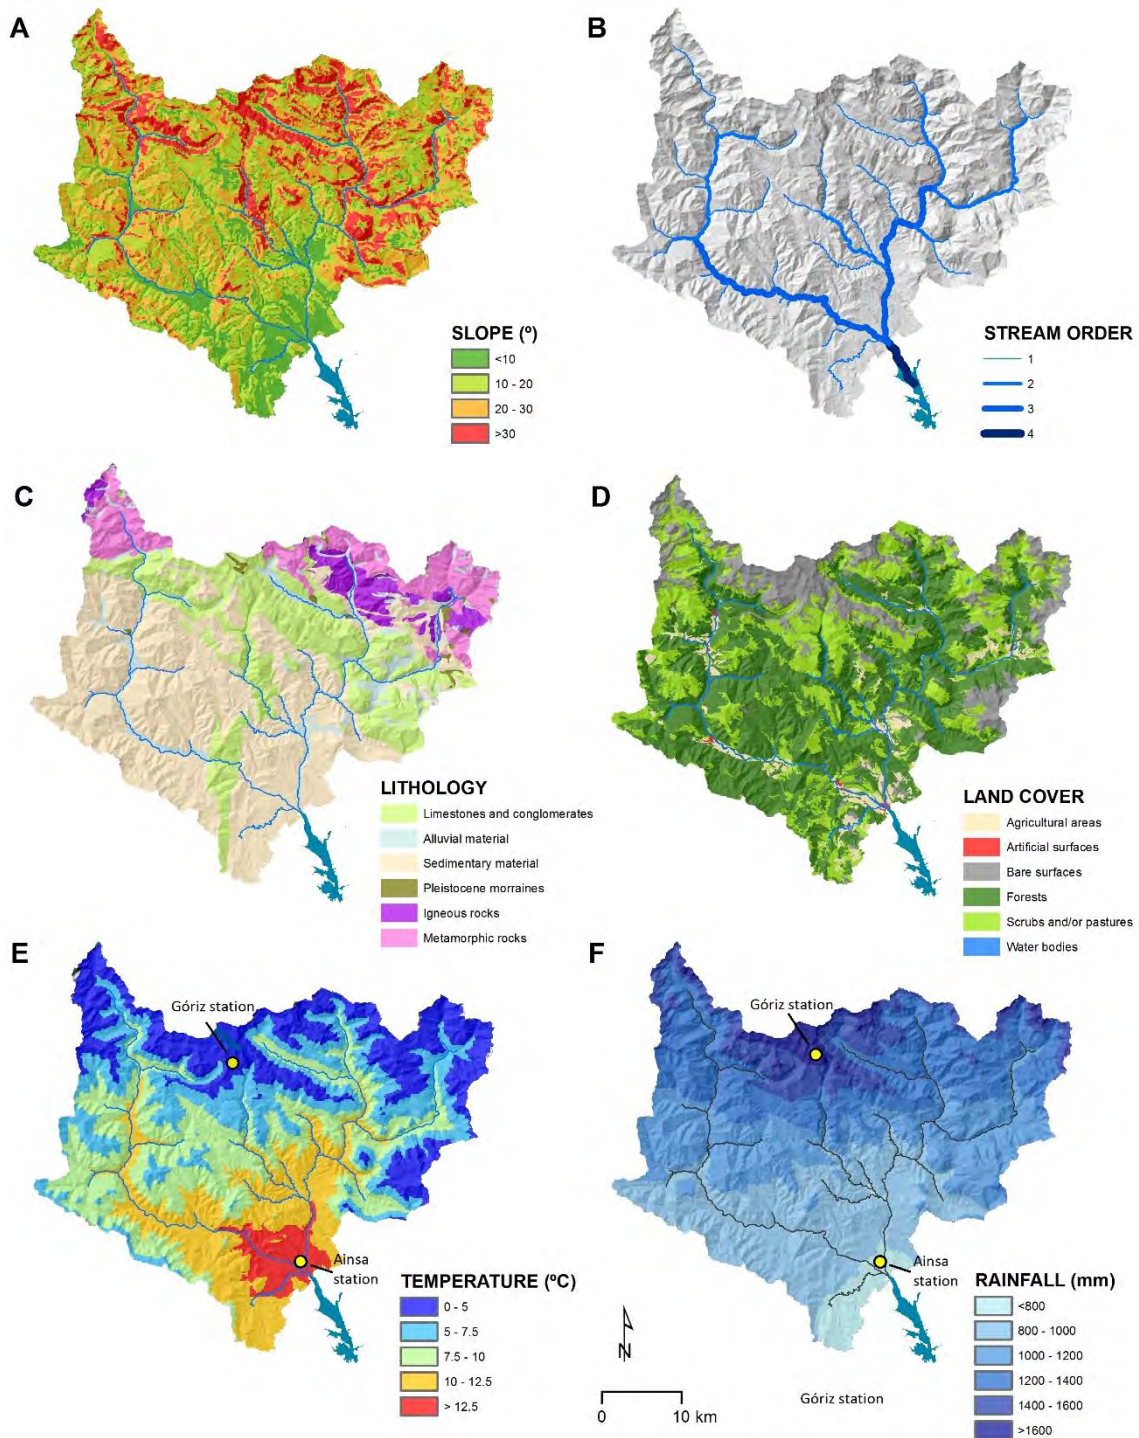 A
SLOPE (º)
<10
10 - 20
20 - 30
>30
B
STREAM ORDER
1
2
3
4
C
LITHOLOGY
Limestones and conglomerates
Alluvial material
Sedimentary material
Pleistocene morraines
Igneous rocks
Metamorphic rocks
D
LAND COVER
Agricultural areas
Artificial surfaces
Bare surfaces
Forests
Scrubs and/or pastures
Water bodies
E
Góriz station
Ainsa
station
TEMPERATURE (ºC)
0 - 5
5 - 7.5
7.5 - 10
10 - 12.5
> 12.5
F
Góriz station
Ainsa
station
RAINFALL (mm)
<800
800 - 1000
1000 - 1200
1200 - 1400
1400 - 1600
>1600
N
0 10 km
Góriz station